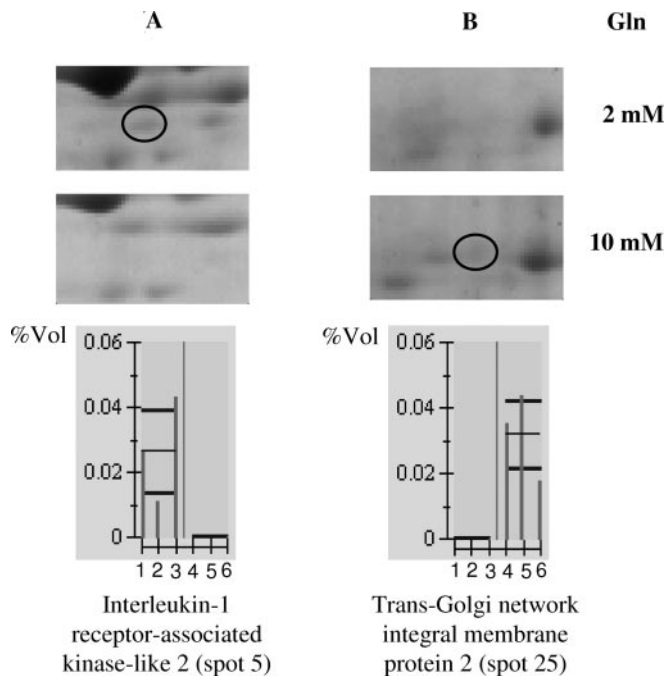 A B Gln
2 mM
10 mM
%Vol %Vol
0.06 0.06
0.04 0.04
0.02 0.02
0 0
1 2 3 4 5 6 1 2 3 4 5 6
Interleukin-1 Trans-Golgi network
receptor-associated integral membrane
kinase-like 2 (spot 5) protein 2 (spot 25)